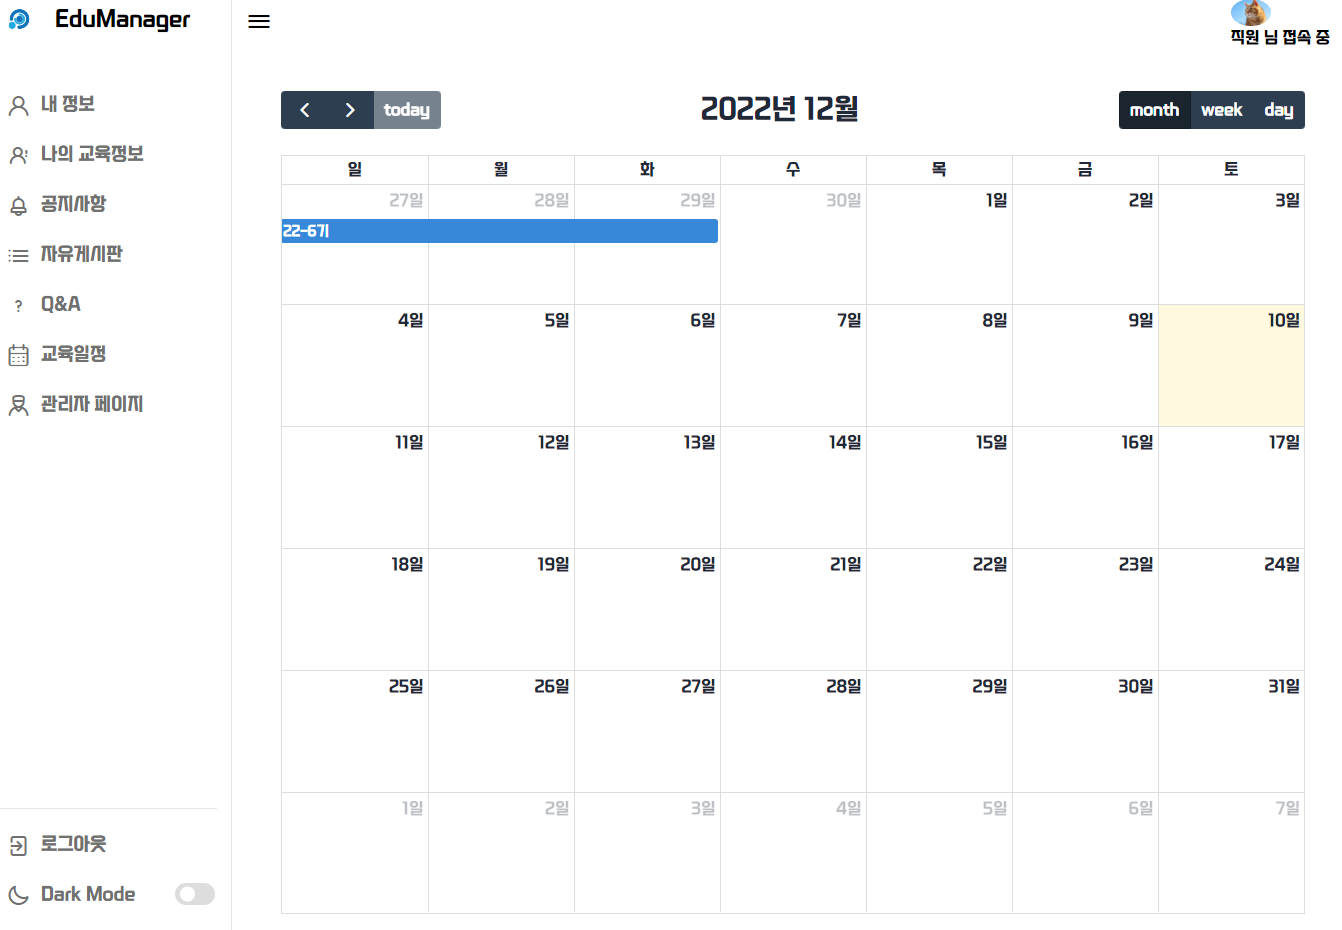 EduManager
직원 님 접속 중
내 정보
나의 교육정보
공지사항
자유게시판
Q&A
교육일정
관리자 페이지
로그아웃
Dark Mode
today
2022년 12월
month week day
일 월 화 수 목 금 토
27일 28일 29일 30일 1일 2일 3일
22-6기
4일 5일 6일 7일 8일 9일 10일
11일 12일 13일 14일 15일 16일 17일
18일 19일 20일 21일 22일 23일 24일
25일 26일 27일 28일 29일 30일 31일
1일 2일 3일 4일 5일 6일 7일